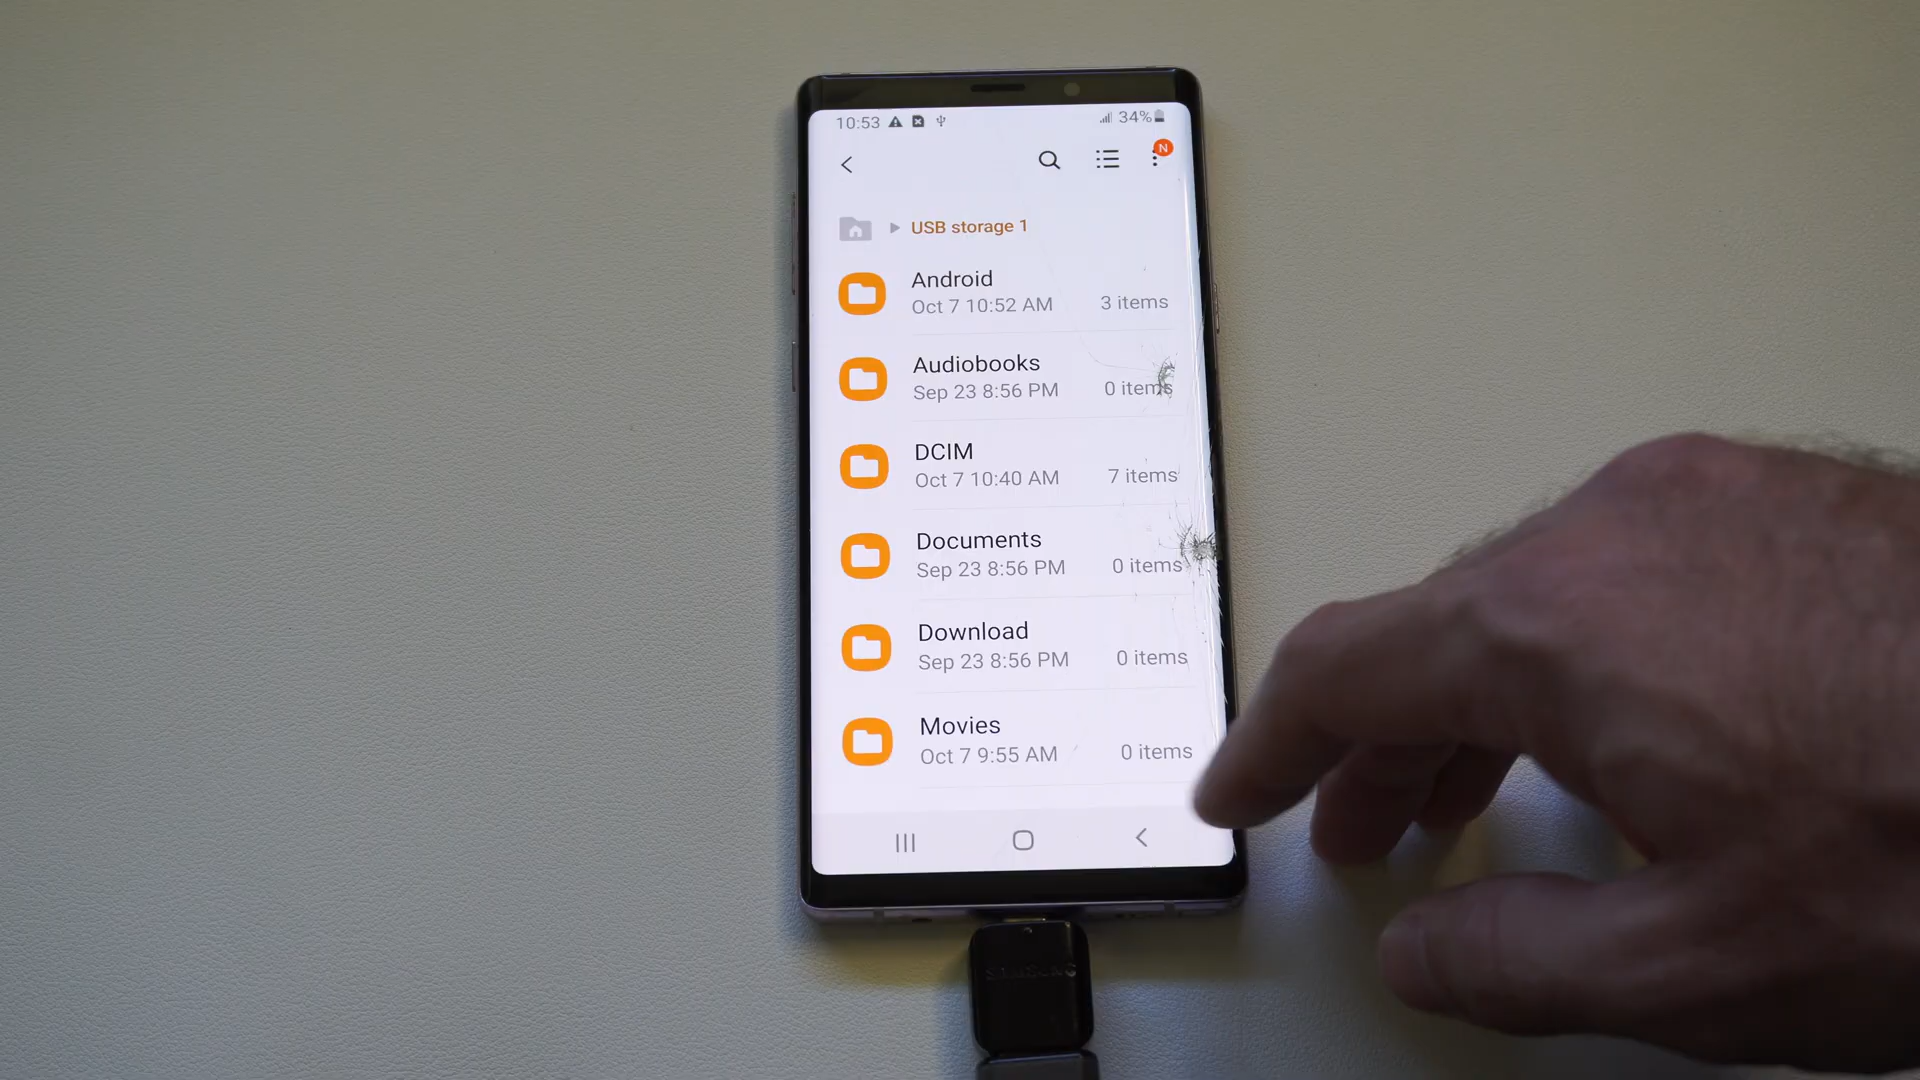 10:53 34%
N
USB storage 1
Android
Oct 7 10:52 AM 3 items
Audiobooks
Sep 23 8:56 PM 0 items
DCIM
Oct 7 10:40 AM 7 items
Documents
Sep 23 8:56 PM 0 items
Download
Sep 23 8:56 PM 0 items
Movies
Oct 7 9:55 AM 0 items
SAMSUNG